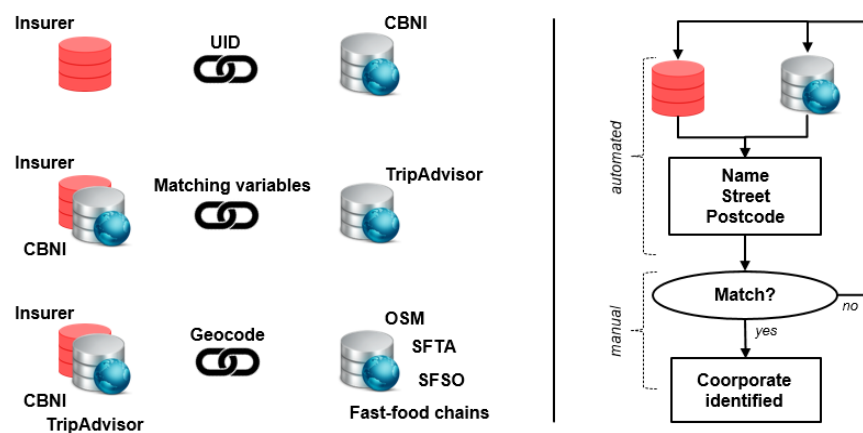 Insurer
UID
CBNI
Insurer
Matching variables
TripAdvisor
CBNI
Insurer
Geocode
OSM
SFTA
SFSO
CBNI
TripAdvisor
Fast-food chains
automated
Name
Street
Postcode
manual
Match?
no
yes
Coorporate
identified